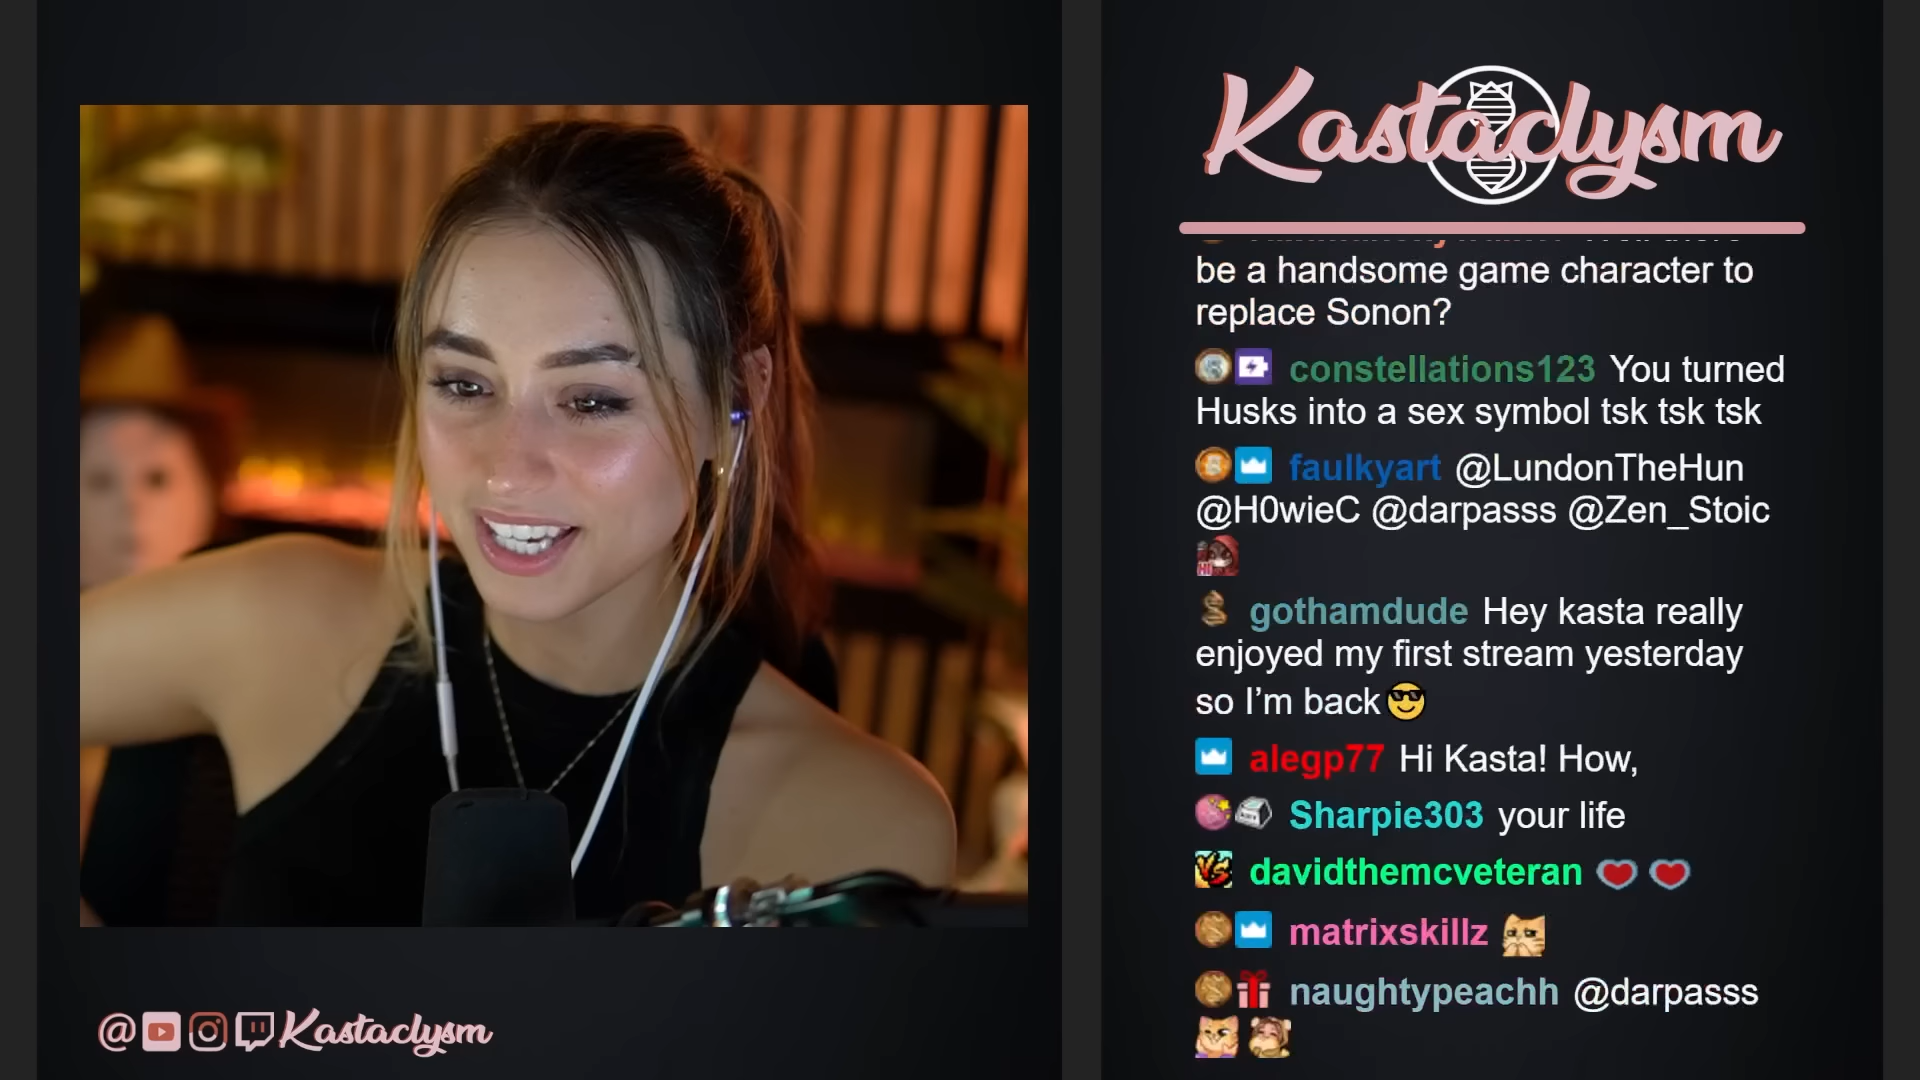 Kastaclysm
be a handsome game character to
replace Sonon?
constellations123 You turned
Husks into a sex symbol tsk tsk tsk
faulkyart @LundonTheHun
@H0wieC @darpasss @Zen_Stoic
gothamdude Hey kasta really
enjoyed my first stream yesterday
so I’m back
alegp77 Hi Kasta! How,
Sharpie303 your life
davidthemcveteran
matrixskillz
naughtypeachh @darpasss
@Kastaclysm